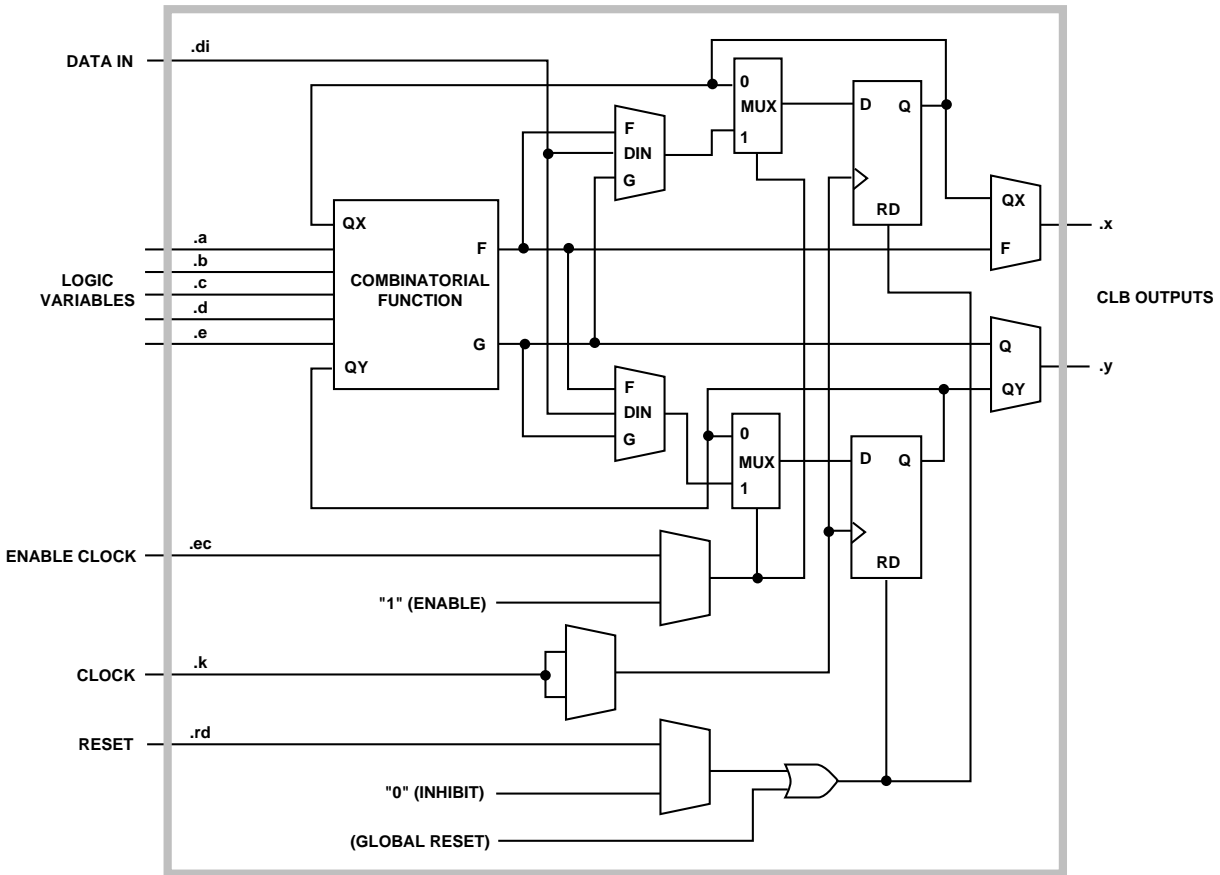 DATA IN
.di
0
MUX
1
D Q
RD
F
DIN
G
QX
F
.x
QX
F
COMBINATORIAL
FUNCTION
G
QY
.a
.b
.c
.d
.e
LOGIC
VARIABLES
CLB OUTPUTS
Q
QY
.y
F
DIN
G
0
MUX
1
D Q
RD
ENABLE CLOCK
.ec
"1" (ENABLE)
CLOCK
.k
RESET
.rd
"0" (INHIBIT)
(GLOBAL RESET)